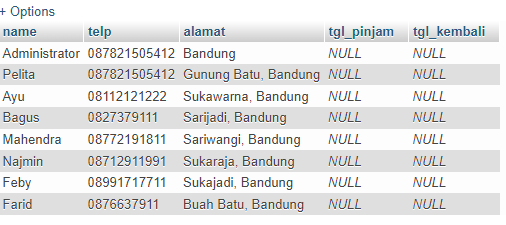 + Options
name telp alamat tgl_pinjam tgl_kembali
Administrator 087821505412 Bandung NULL NULL
Pelita 087821505412 Gunung Batu, Bandung NULL NULL
Ayu 08112121222 Sukawarna, Bandung NULL NULL
Bagus 0827379111 Sarijadi, Bandung NULL NULL
Mahendra 08772191811 Sariwangi, Bandung NULL NULL
Najmin 08712911991 Sukaraja, Bandung NULL NULL
Feby 08991717711 Sukajadi, Bandung NULL NULL
Farid 0876637911 Buah Batu, Bandung NULL NULL